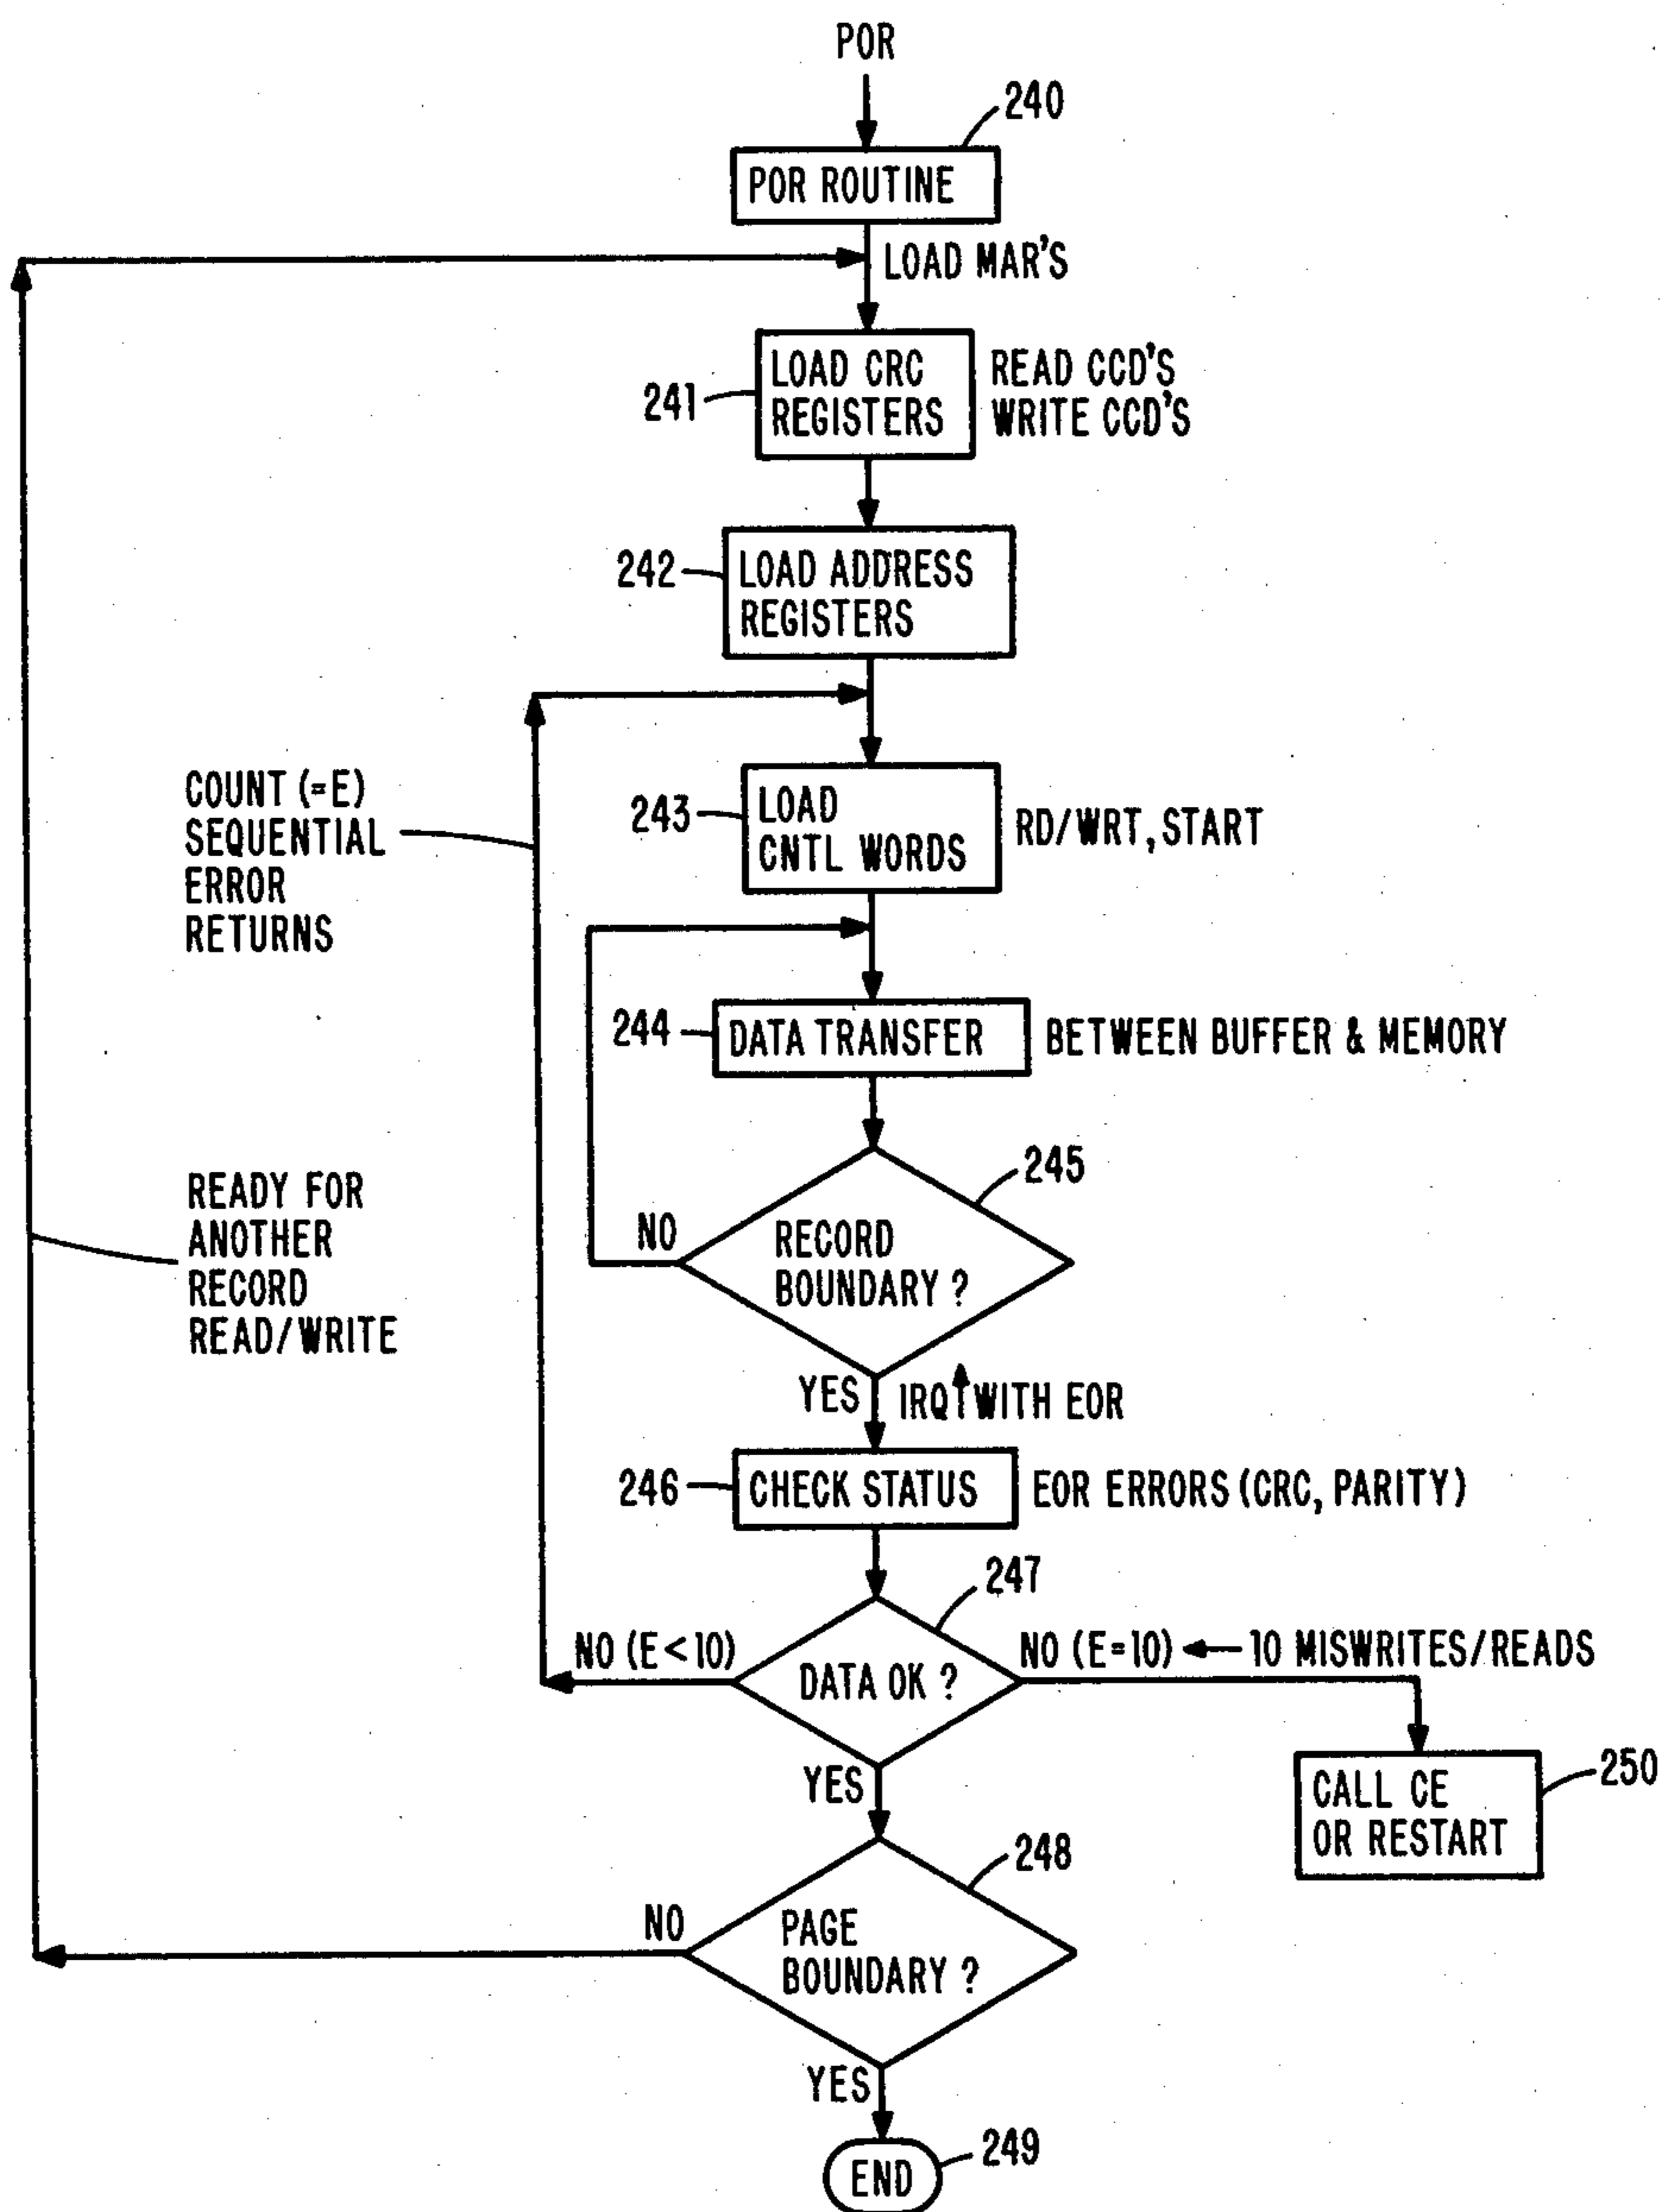 POR
240
POR ROUTINE
LOAD MAR'S
241
LOAD CRC
REGISTERS
READ CCD'S
WRITE CCD'S
242
LOAD ADDRESS
REGISTERS
COUNT (=E)
SEQUENTIAL
ERROR
RETURNS
243
LOAD
CNTL WORDS
RD/WRT, START
244
DATA TRANSFER
BETWEEN BUFFER & MEMORY
245
READY FOR
ANOTHER
RECORD
READ/WRITE
NO
RECORD
BOUNDARY ?
YES
IRQ↑WITH EOR
246
CHECK STATUS
EOR ERRORS (CRC, PARITY)
247
NO (E<10)
DATA OK ?
NO (E=10) ← 10 MISWRITES/READS
YES
CALL CE
OR RESTART
250
248
NO
PAGE
BOUNDARY ?
YES
END
249